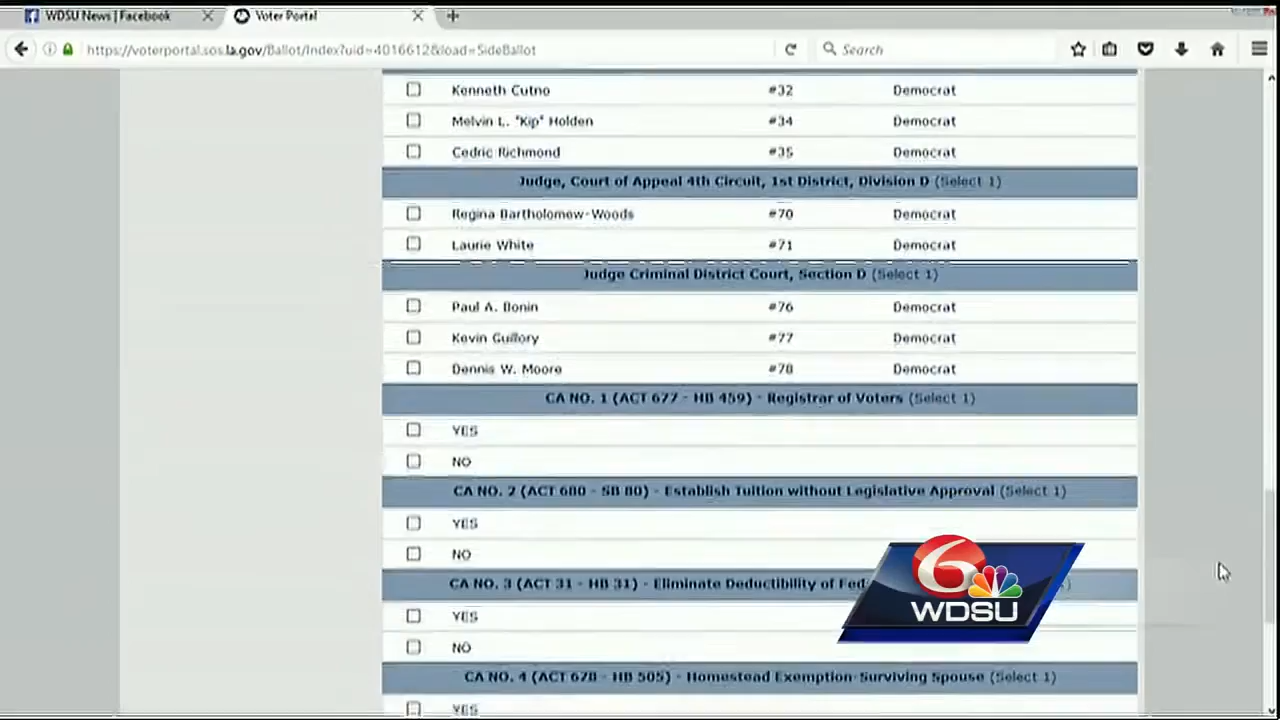 WDSU News | Facebook
Voter Portal
https://voterportal.sos.la.gov/Ballot/Index?uid=4016612&load=SideBallot
Search
Kenneth Cutno #32 Democrat
Melvin L. "Kip" Holden #34 Democrat
Cedric Richmond #35 Democrat
Judge, Court of Appeal 4th Circuit, 1st District, Division D (Select 1)
Regina Bartholomew-Woods #70 Democrat
Laurie White #71 Democrat
Judge Criminal District Court, Section D (Select 1)
Paul A. Bonin #76 Democrat
Kevin Guillory #77 Democrat
Dennis W. Moore #78 Democrat
CA NO. 1 (ACT 677 - HB 459) - Registrar of Voters (Select 1)
YES
NO
CA NO. 2 (ACT 680 - SB 80) - Establish Tuition without Legislative Approval (Select 1)
YES
NO
CA NO. 3 (ACT 31 - HB 31) - Eliminate Deductibility of Fed
YES
NO
6
WDSU
CA NO. 4 (ACT 678 - HB 505) - Homestead Exemption-Surviving Spouse (Select 1)
YES